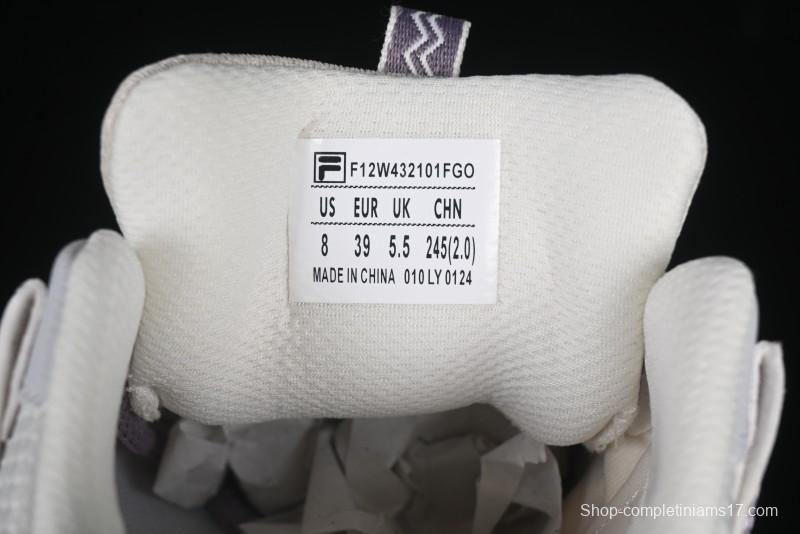 F12W432101FGO
US EUR UK CHN
8 39 5.5 245(2.0)
MADE IN CHINA 010 LY 0124
Shop-completiniams17.com